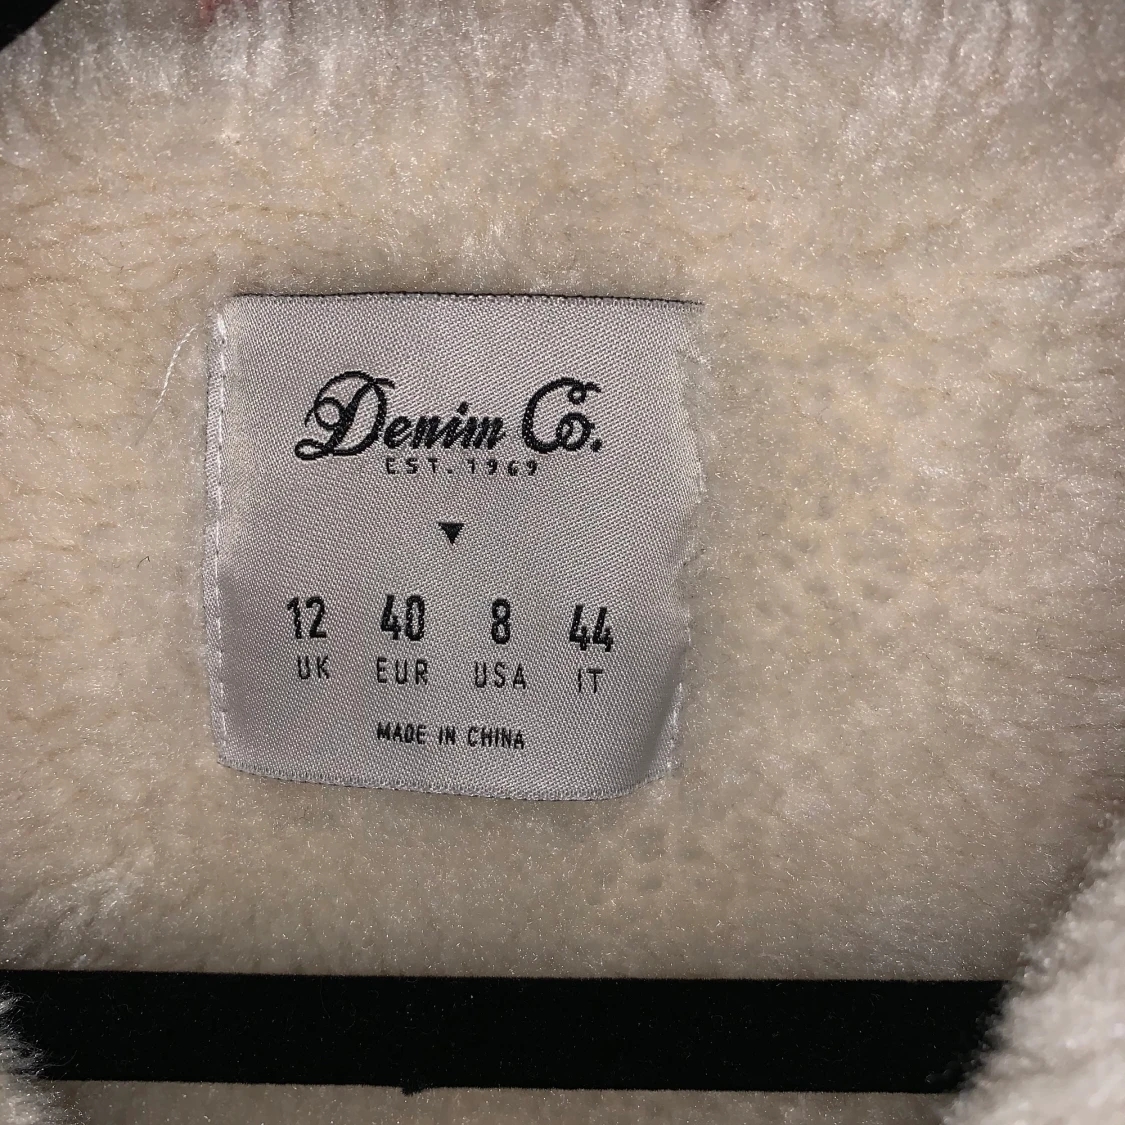 Denim Co.
EST. 1969
12 40 8 44
UK EUR USA IT
MADE IN CHINA